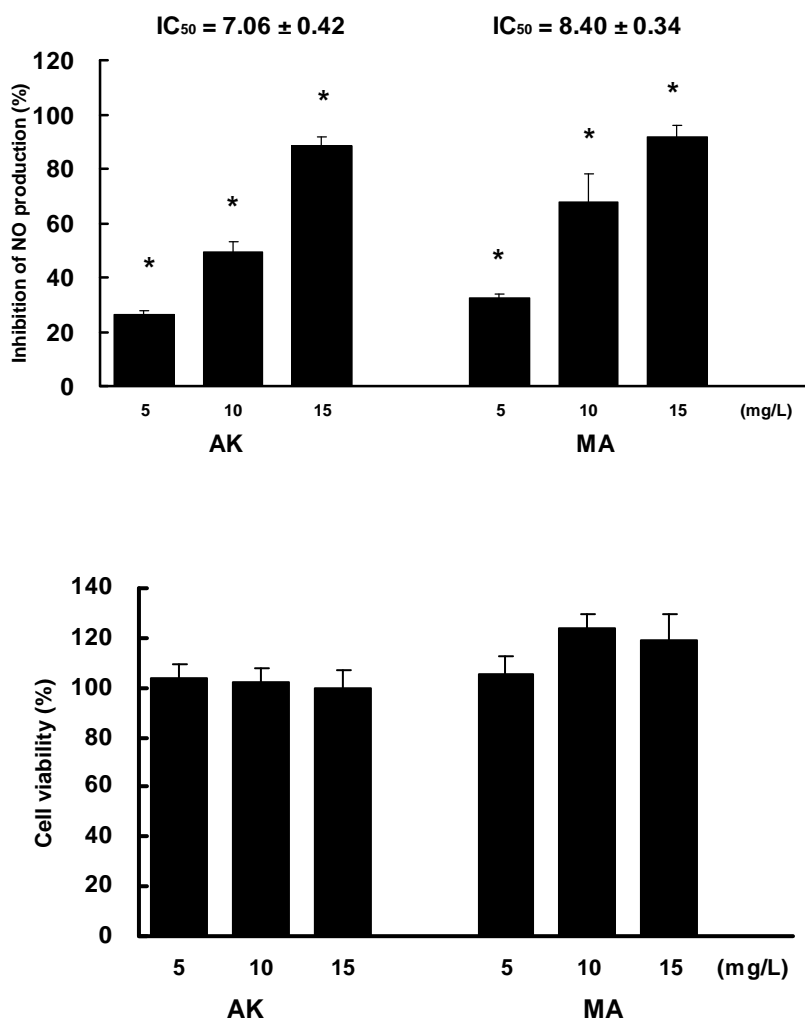 IC₅₀ = 7.06 ± 0.42 IC₅₀ = 8.40 ± 0.34
Inhibition of NO production (%)
120
100
80
60
40
20
0
* * * * * *
5 10 15 5 10 15 (mg/L)
AK MA
Cell viability (%)
140
120
100
80
60
40
20
0
5 10 15 5 10 15 (mg/L)
AK MA